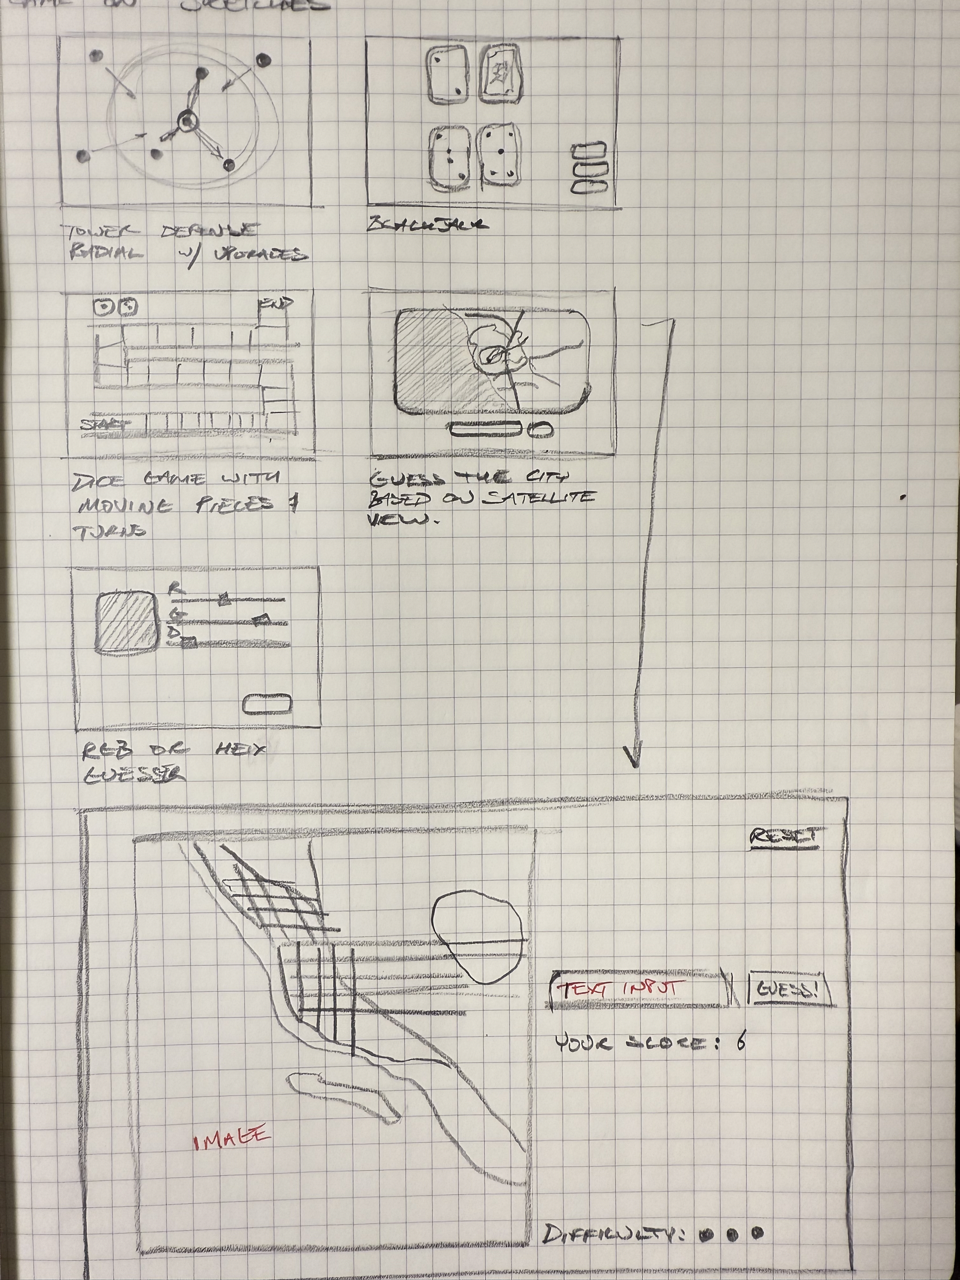 GAME ON SKETCHES
TOWER DEFENSE
RADIAL W/ UPGRADES
BLACKJACK
END
START
DICE GAME WITH
MOVING PIECES &
TURNS
GUESS THE CITY
BASED ON SATELLITE
VIEW.
R
G
B
RGB OR HEX
GUESSER
RESET
TEXT INPUT
GUESS!
YOUR SCORE: 6
IMAGE
DIFFICULTY: